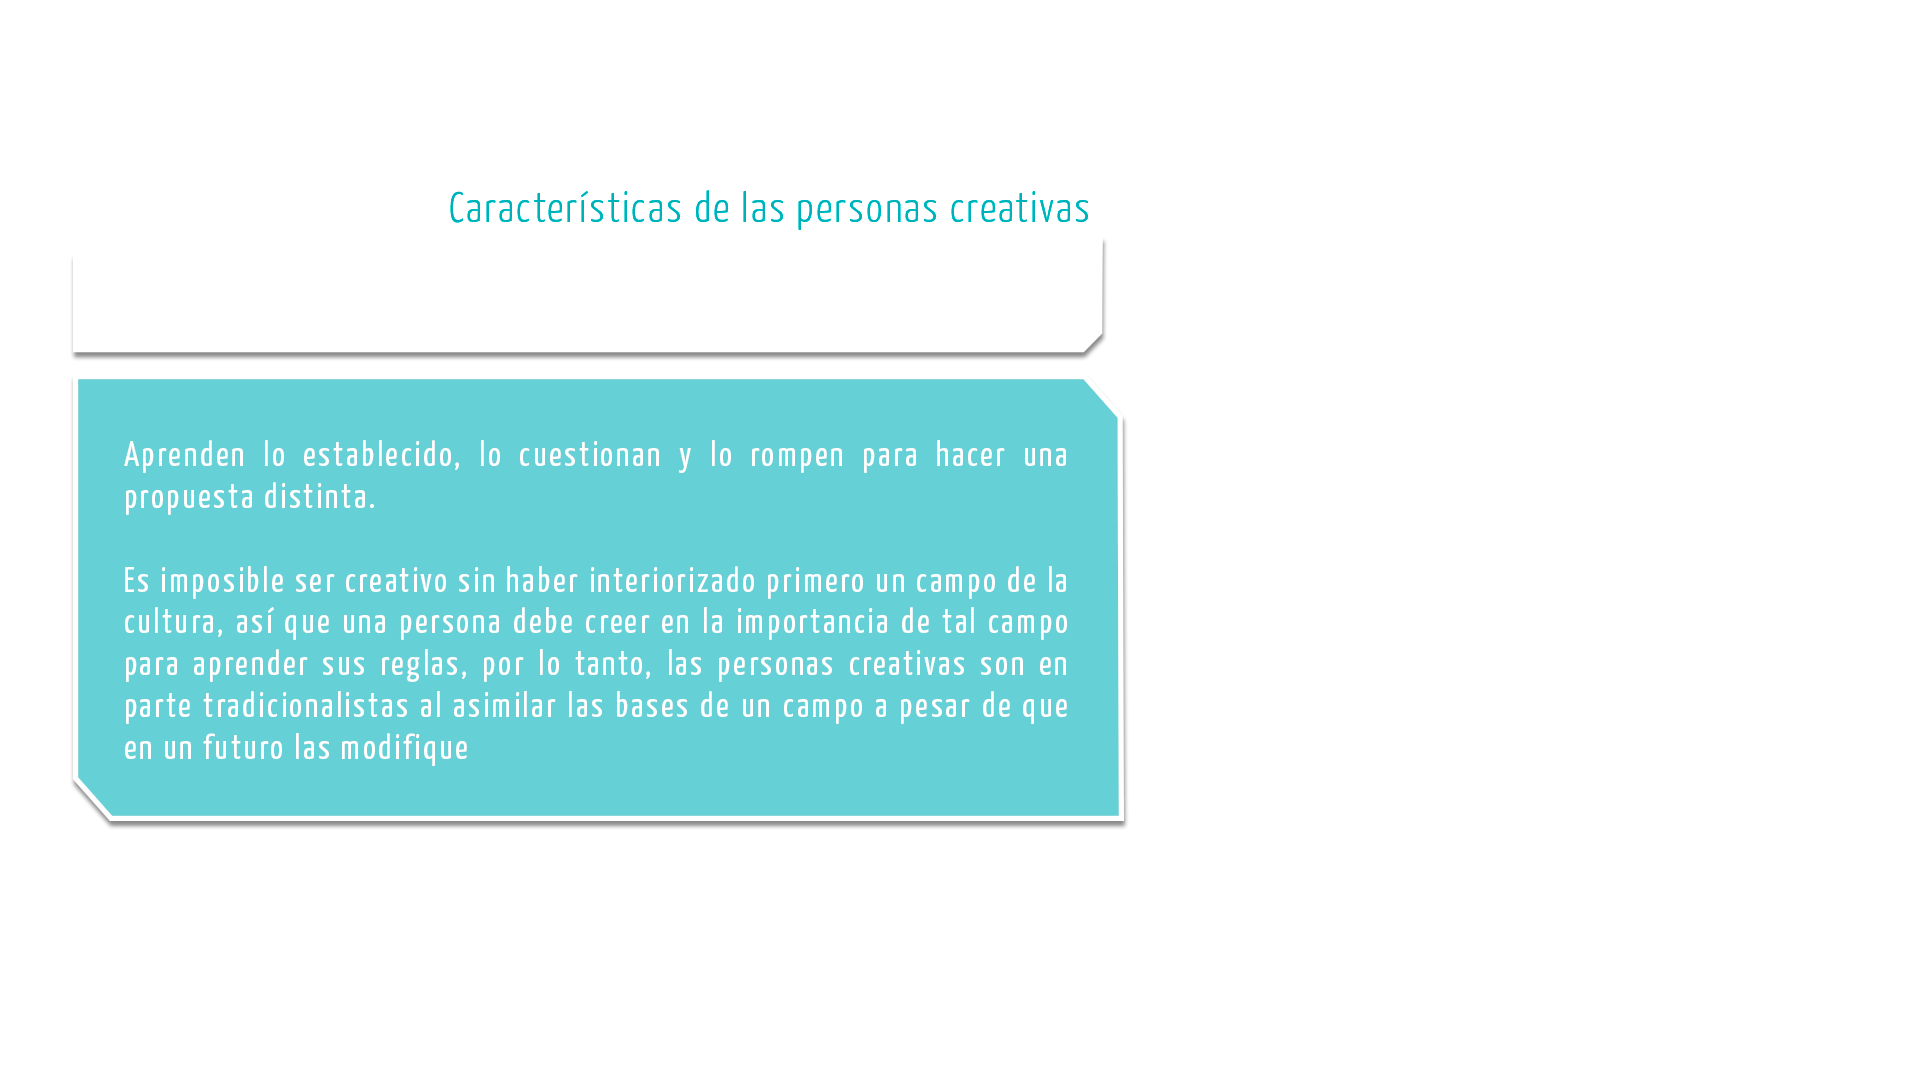 Características de las personas creativas
Aprenden lo establecido, lo cuestionan y lo rompen para hacer una
propuesta distinta.
Es imposible ser creativo sin haber interiorizado primero un campo de la
cultura, así que una persona debe creer en la importancia de tal campo
para aprender sus reglas, por lo tanto, las personas creativas son en
parte tradicionalistas al asimilar las bases de un campo a pesar de que
en un futuro las modifique